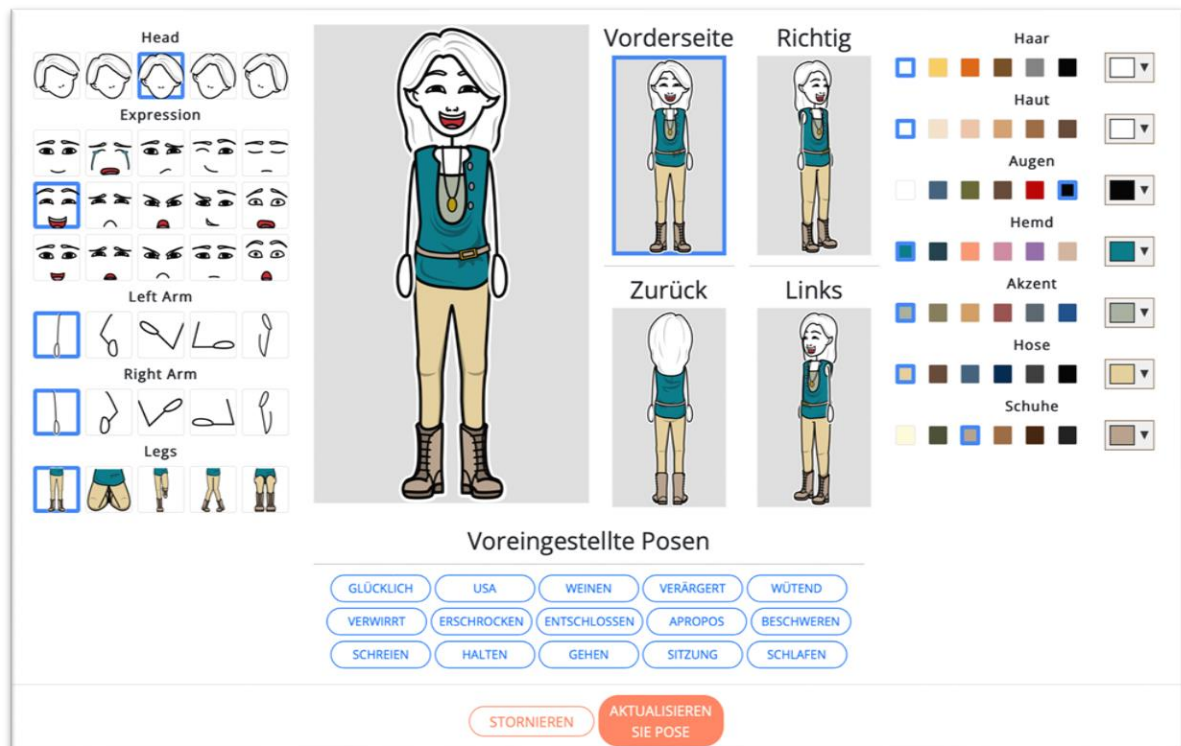 Head
Expression
Left Arm
Right Arm
Legs
Vorderseite
Richtig
Zurück
Links
Haar
Haut
Augen
Hemd
Akzent
Hose
Schuhe
Voreingestellte Posen
GLÜCKLICH
USA
WEINEN
VERÄRGERT
WÜTEND
VERWIRRT
ERSCHROCKEN
ENTSCHLOSSEN
APROPOS
BESCHWEREN
SCHREIEN
HALTEN
GEHEN
SITZUNG
SCHLAFEN
STORNIEREN
AKTUALISIEREN
SIE POSE